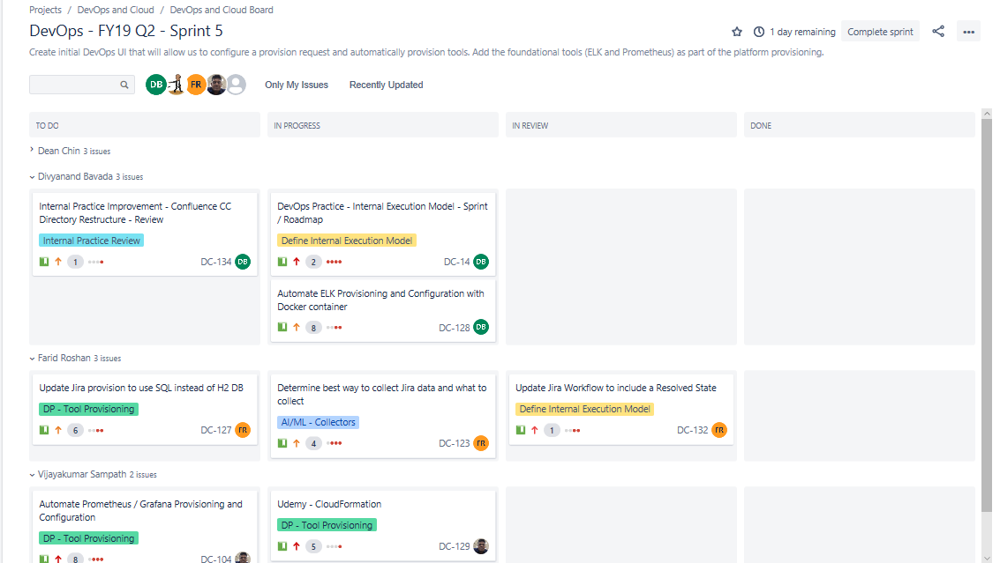 Projects / DevOps and Cloud / DevOps and Cloud Board
DevOps - FY19 Q2 - Sprint 5
1 day remaining
Complete sprint
Create initial DevOps UI that will allow us to configure a provision request and automatically provision tools. Add the foundational tools (ELK and Prometheus) as part of the platform provisioning.
DB
FR
Only My Issues
Recently Updated
TO DO
IN PROGRESS
IN REVIEW
DONE
Dean Chin 3 issues
Divyanand Bavada 3 issues
Internal Practice Improvement - Confluence CC
Directory Restructure - Review
Internal Practice Review
1
DC-134
DB
DevOps Practice - Internal Execution Model - Sprint
/ Roadmap
Define Internal Execution Model
2
DC-14
DB
Automate ELK Provisioning and Configuration with
Docker container
8
DC-128
DB
Farid Roshan 3 issues
Update Jira provision to use SQL instead of H2 DB
DP - Tool Provisioning
6
DC-127
FR
Determine best way to collect Jira data and what to
collect
AI/ML - Collectors
4
DC-123
FR
Update Jira Workflow to include a Resolved State
Define Internal Execution Model
1
DC-132
FR
Vijayakumar Sampath 2 issues
Automate Prometheus / Grafana Provisioning and
Configuration
DP - Tool Provisioning
8
DC-104
Udemy - CloudFormation
DP - Tool Provisioning
5
DC-129